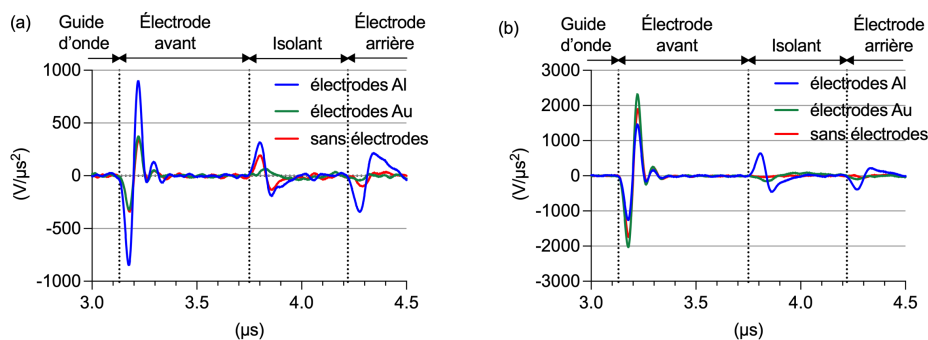 (a)
Guide
d'onde
Électrode
avant
Isolant
Électrode
arrière
1000
500
0
-500
-1000
(V/µs²)
électrodes Al
électrodes Au
sans électrodes
3.0
3.5
4.0
4.5
(µs)
(b)
Guide
d'onde
Électrode
avant
Isolant
Électrode
arrière
3000
2000
1000
0
-1000
-2000
-3000
(V/µs²)
électrodes Al
électrodes Au
sans électrodes
3.0
3.5
4.0
4.5
(µs)